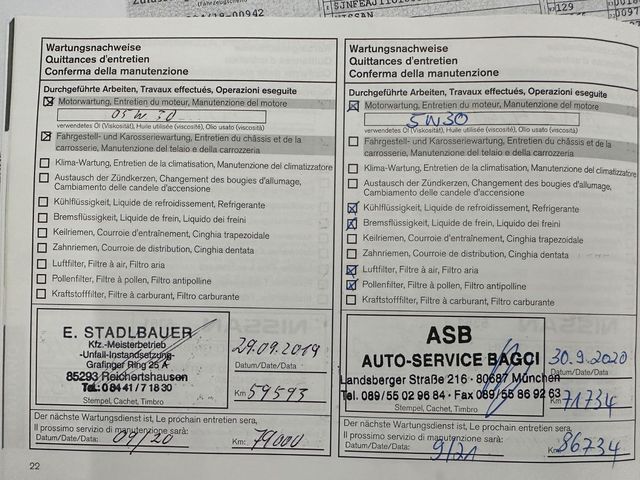 SJNFEAJ1101
129
/18-00942
Wartungsnachweise
Quittances d'entretien
Conferma della manutenzione
Durchgeführte Arbeiten, Travaux effectués, Operazioni eseguite
Motorwartung, Entretien du moteur, Manutenzione del motore
05W 30
verwendetes Öl (Viskosität), Huile utilisée (viscosité), Olio usato (viscosità)
Fahrgestell- und Karosseriewartung, Entretien du châssis et de la
carrosserie, Manutenzione del telaio e della carrozzeria
Klima-Wartung, Entretien de la climatisation, Manutenzione del climatizzatore
Austausch der Zündkerzen, Changement des bougies d'allumage,
Cambiamento delle candele d'accensione
Kühlflüssigkeit, Liquide de refroidissement, Refrigerante
Bremsflüssigkeit, Liquide de frein, Liquido dei freini
Keilriemen, Courroie d'entraînement, Cinghia trapezoidale
Zahnriemen, Courroie de distribution, Cinghia dentata
Luftfilter, Filtre à air, Filtro aria
Pollenfilter, Filtre à pollen, Filtro antipolline
Kraftstofffilter, Filtre à carburant, Filtro carburante
E. STADLBAUER
Kfz.-Meisterbetrieb
-Unfall-Instandsetzung-
Grafinger Ring 25 A
85293 Reichertshausen
Tel.: 08441/71830
Stempel, Cachet, Timbro
29.09.2019
Datum/Date/Data:
Km: 59593
Der nächste Wartungsdienst ist, Le prochain entretien sera,
Il prossimo servizio di manutenzione sarà:
Datum/Date/Data: 09/20 Km: 79000
22
Wartungsnachweise
Quittances d'entretien
Conferma della manutenzione
Durchgeführte Arbeiten, Travaux effectués, Operazioni eseguite
Motorwartung, Entretien du moteur, Manutenzione del motore
5W30
verwendetes Öl (Viskosität), Huile utilisée (viscosité), Olio usato (viscosità)
Fahrgestell- und Karosseriewartung, Entretien du châssis et de la
carrosserie, Manutenzione del telaio e della carrozzeria
Klima-Wartung, Entretien de la climatisation, Manutenzione del climatizzatore
Austausch der Zündkerzen, Changement des bougies d'allumage,
Cambiamento delle candele d'accensione
Kühlflüssigkeit, Liquide de refroidissement, Refrigerante
Bremsflüssigkeit, Liquide de frein, Liquido dei freini
Keilriemen, Courroie d'entraînement, Cinghia trapezoidale
Zahnriemen, Courroie de distribution, Cinghia dentata
Luftfilter, Filtre à air, Filtro aria
Pollenfilter, Filtre à pollen, Filtro antipolline
Kraftstofffilter, Filtre à carburant, Filtro carburante
ASB
AUTO-SERVICE BAGCI
Landsberger Straße 216 · 80687 München
Tel. 089/55 02 96 84 · Fax 089/55 86 92 63
Stempel, Cachet, Timbro
30.9.2020
Datum/Date/Data:
Km 71734
Der nächste Wartungsdienst ist, Le prochain entretien sera,
Il prossimo servizio di manutenzione sarà:
Datum/Date/Data: 9/21 Km: 86734